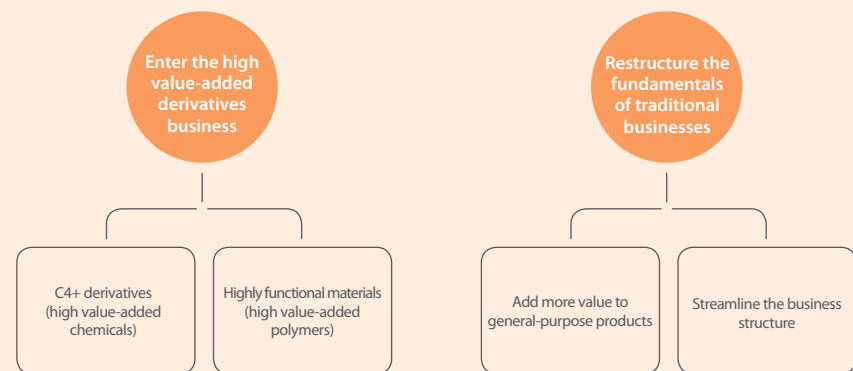 Enter the high
value-added
derivatives
business
Restructure the
fundamentals
of traditional
businesses
C4+ derivatives
(high value-added
chemicals)
Highly functional materials
(high value-added
polymers)
Add more value to
general-purpose products
Streamline the business
structure